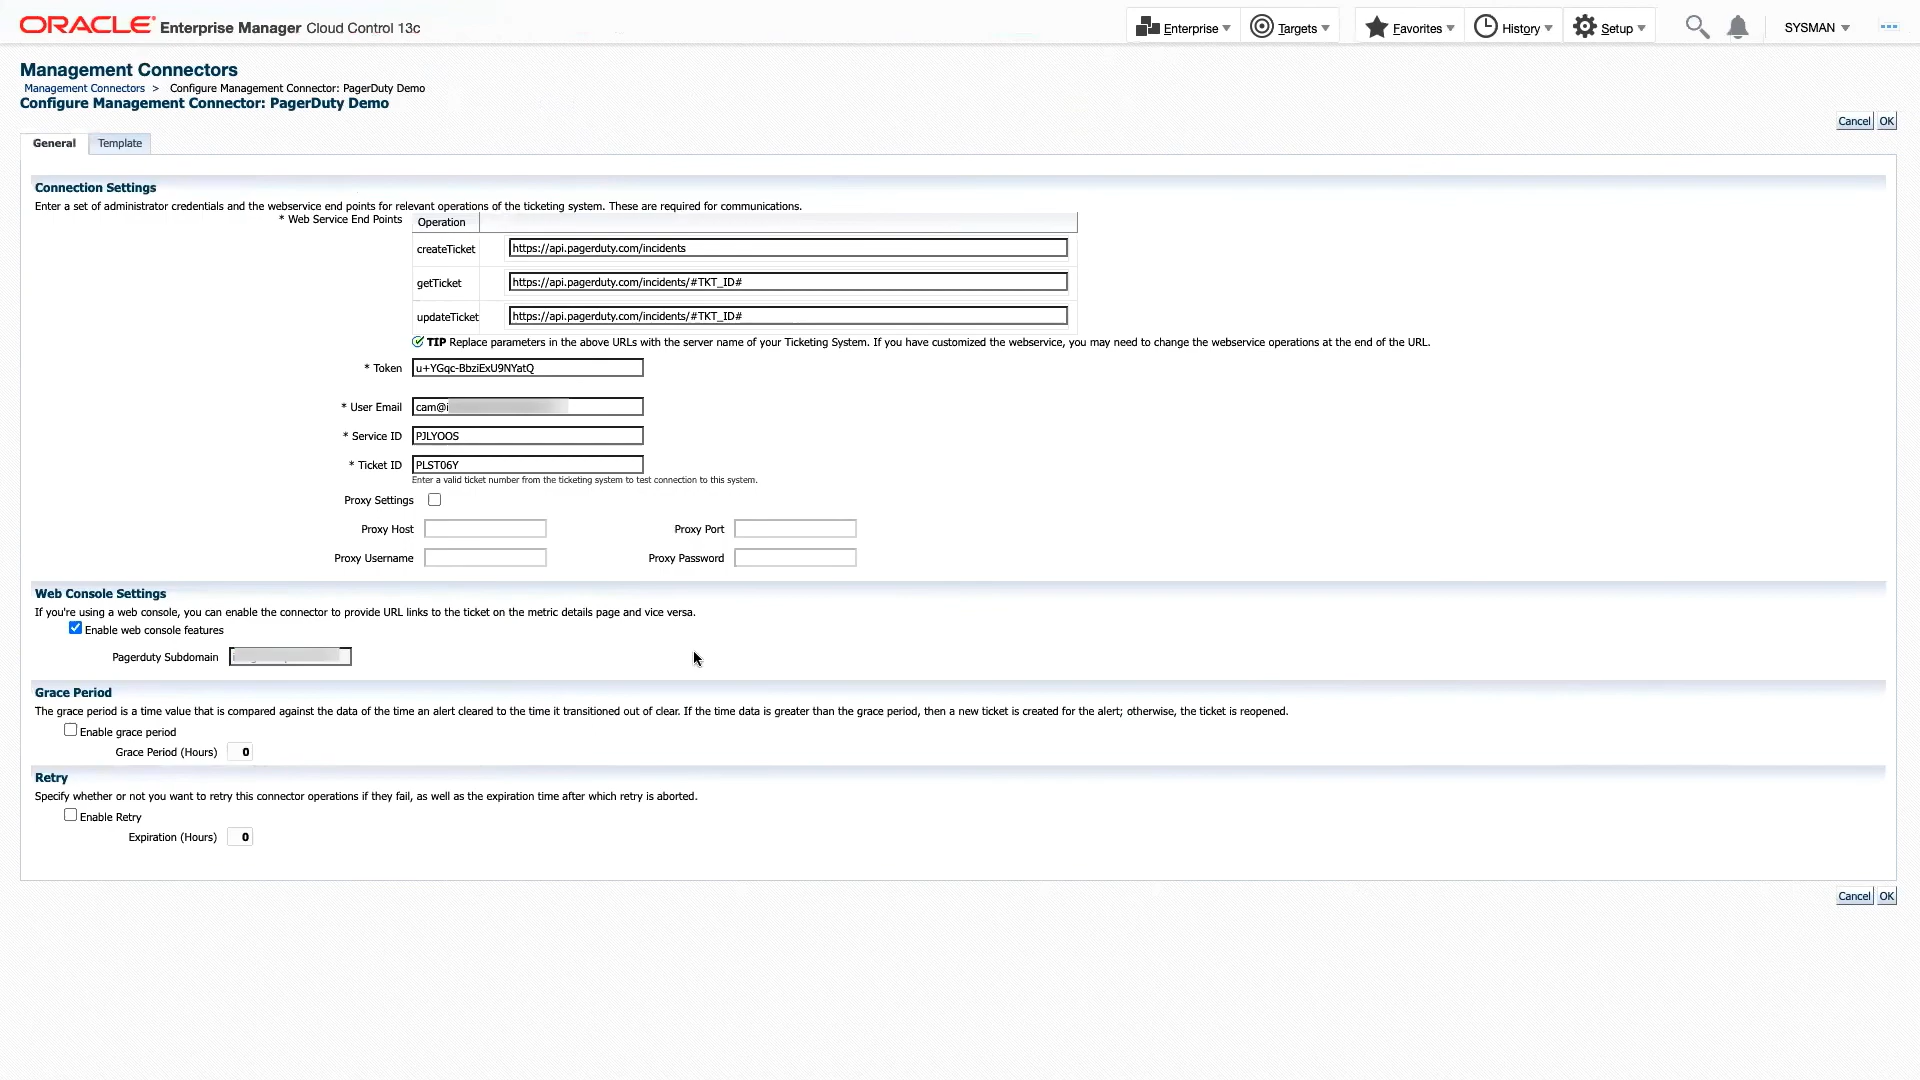 ORACLE Enterprise Manager Cloud Control 13c
Enterprise Targets Favorites History Setup SYSMAN
Management Connectors
Management Connectors > Configure Management Connector: PagerDuty Demo
Configure Management Connector: PagerDuty Demo
Cancel OK
General Template
Connection Settings
Enter a set of administrator credentials and the webservice end points for relevant operations of the ticketing system. These are required for communications.
* Web Service End Points Operation
createTicket https://api.pagerduty.com/incidents
getTicket https://api.pagerduty.com/incidents/#TKT_ID#
updateTicket https://api.pagerduty.com/incidents/#TKT_ID#
TIP Replace parameters in the above URLs with the server name of your Ticketing System. If you have customized the webservice, you may need to change the webservice operations at the end of the URL.
* Token u+YGqc-BbziExU9NYatQ
* User Email cam@i
* Service ID PJLYOOS
* Ticket ID PLST06Y
Enter a valid ticket number from the ticketing system to test connection to this system.
Proxy Settings
Proxy Host Proxy Port
Proxy Username Proxy Password
Web Console Settings
If you're using a web console, you can enable the connector to provide URL links to the ticket on the metric details page and vice versa.
Enable web console features
Pagerduty Subdomain
Grace Period
The grace period is a time value that is compared against the data of the time an alert cleared to the time it transitioned out of clear. If the time data is greater than the grace period, then a new ticket is created for the alert; otherwise, the ticket is reopened.
Enable grace period
Grace Period (Hours) 0
Retry
Specify whether or not you want to retry this connector operations if they fail, as well as the expiration time after which retry is aborted.
Enable Retry
Expiration (Hours) 0
Cancel OK